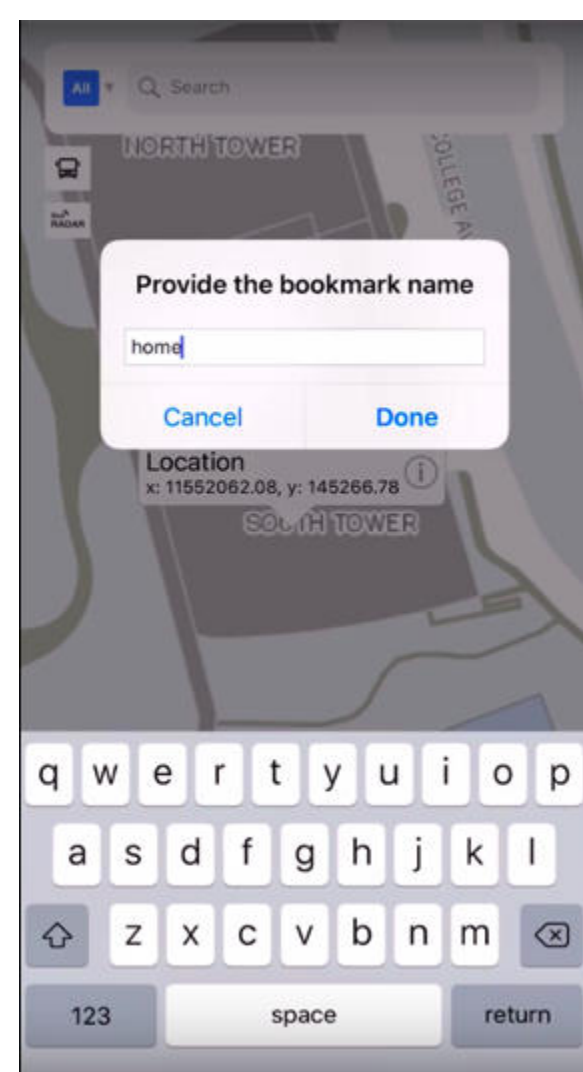 All
Search
NORTH TOWER
COLLEGE AV
RADAR
Provide the bookmark name
home
Cancel
Done
Location
x: 11552062.08, y: 145266.78
i
SOUTH TOWER
q w e r t y u i o p
a s d f g h j k l
z x c v b n m
123
space
return